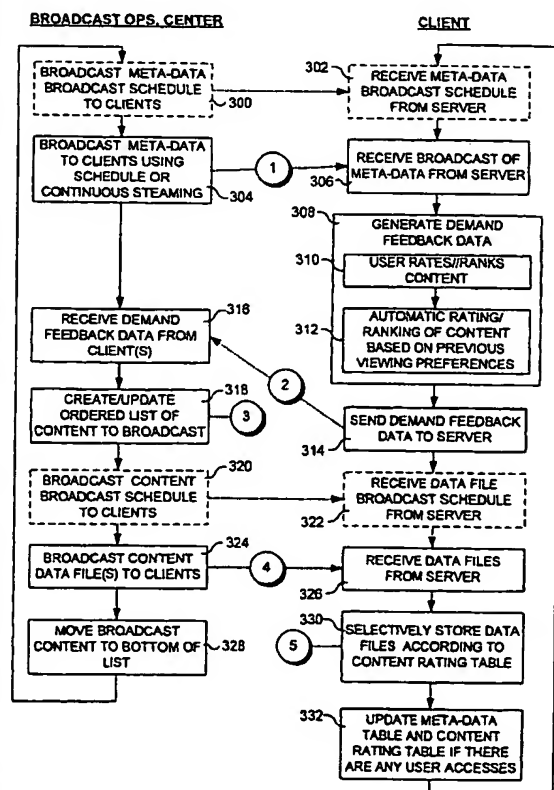 BROADCAST OPS. CENTER
CLIENT
BROADCAST META-DATA
BROADCAST SCHEDULE
TO CLIENTS
300
302
RECEIVE META-DATA
BROADCAST SCHEDULE
FROM SERVER
BROADCAST META-DATA
TO CLIENTS USING
SCHEDULE OR
CONTINUOUS STEAMING
304
1
RECEIVE BROADCAST OF
META-DATA FROM SERVER
306
308
GENERATE DEMAND
FEEDBACK DATA
310
USER RATES//RANKS
CONTENT
312
AUTOMATIC RATING/
RANKING OF CONTENT
BASED ON PREVIOUS
VIEWING PREFERENCES
RECEIVE DEMAND
FEEDBACK DATA FROM
CLIENT(S)
316
2
318
CREATE/UPDATE
ORDERED LIST OF
CONTENT TO BROADCAST
3
SEND DEMAND FEEDBACK
DATA TO SERVER
314
320
BROADCAST CONTENT
BROADCAST SCHEDULE
TO CLIENTS
RECEIVE DATA FILE
BROADCAST SCHEDULE
FROM SERVER
322
324
BROADCAST CONTENT
DATA FILE(S) TO CLIENTS
4
RECEIVE DATA FILES
FROM SERVER
326
MOVE BROADCAST
CONTENT TO BOTTOM OF
LIST
328
330
SELECTIVELY STORE DATA
FILES ACCORDING TO
CONTENT RATING TABLE
5
332
UPDATE META-DATA
TABLE AND CONTENT
RATING TABLE IF THERE
ARE ANY USER ACCESSES